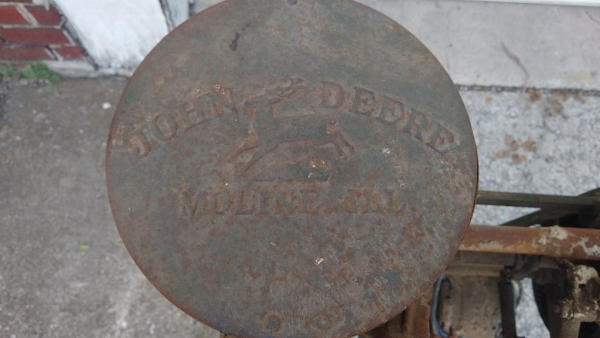 JOHN DEERE
MOLINE, ILL.